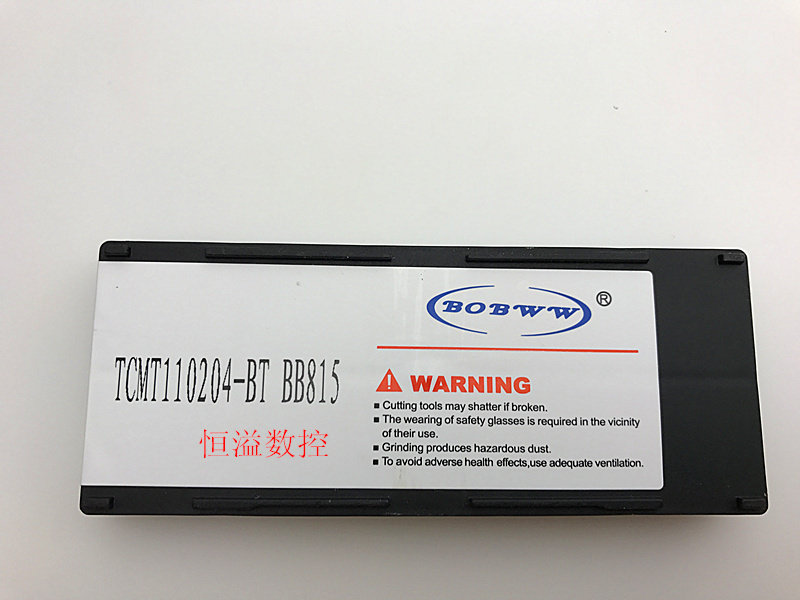 BOBWW ®
TCMT110204-BT BB815
恒溢数控
WARNING
▪ Cutting tools may shatter if broken.
▪ The wearing of safety glasses is required in the vicinity
of their use.
▪ Grinding produces hazardous dust.
▪ To avoid adverse health effects,use adequate ventilation.